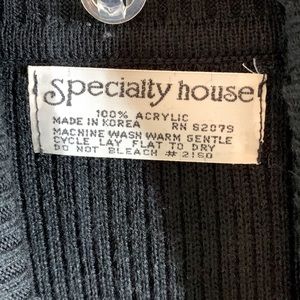 Specialty house
100% ACRYLIC
MADE IN KOREA RN 52079
MACHINE WASH WARM GENTLE
CYCLE LAY FLAT TO DRY
DO NOT BLEACH # 2180